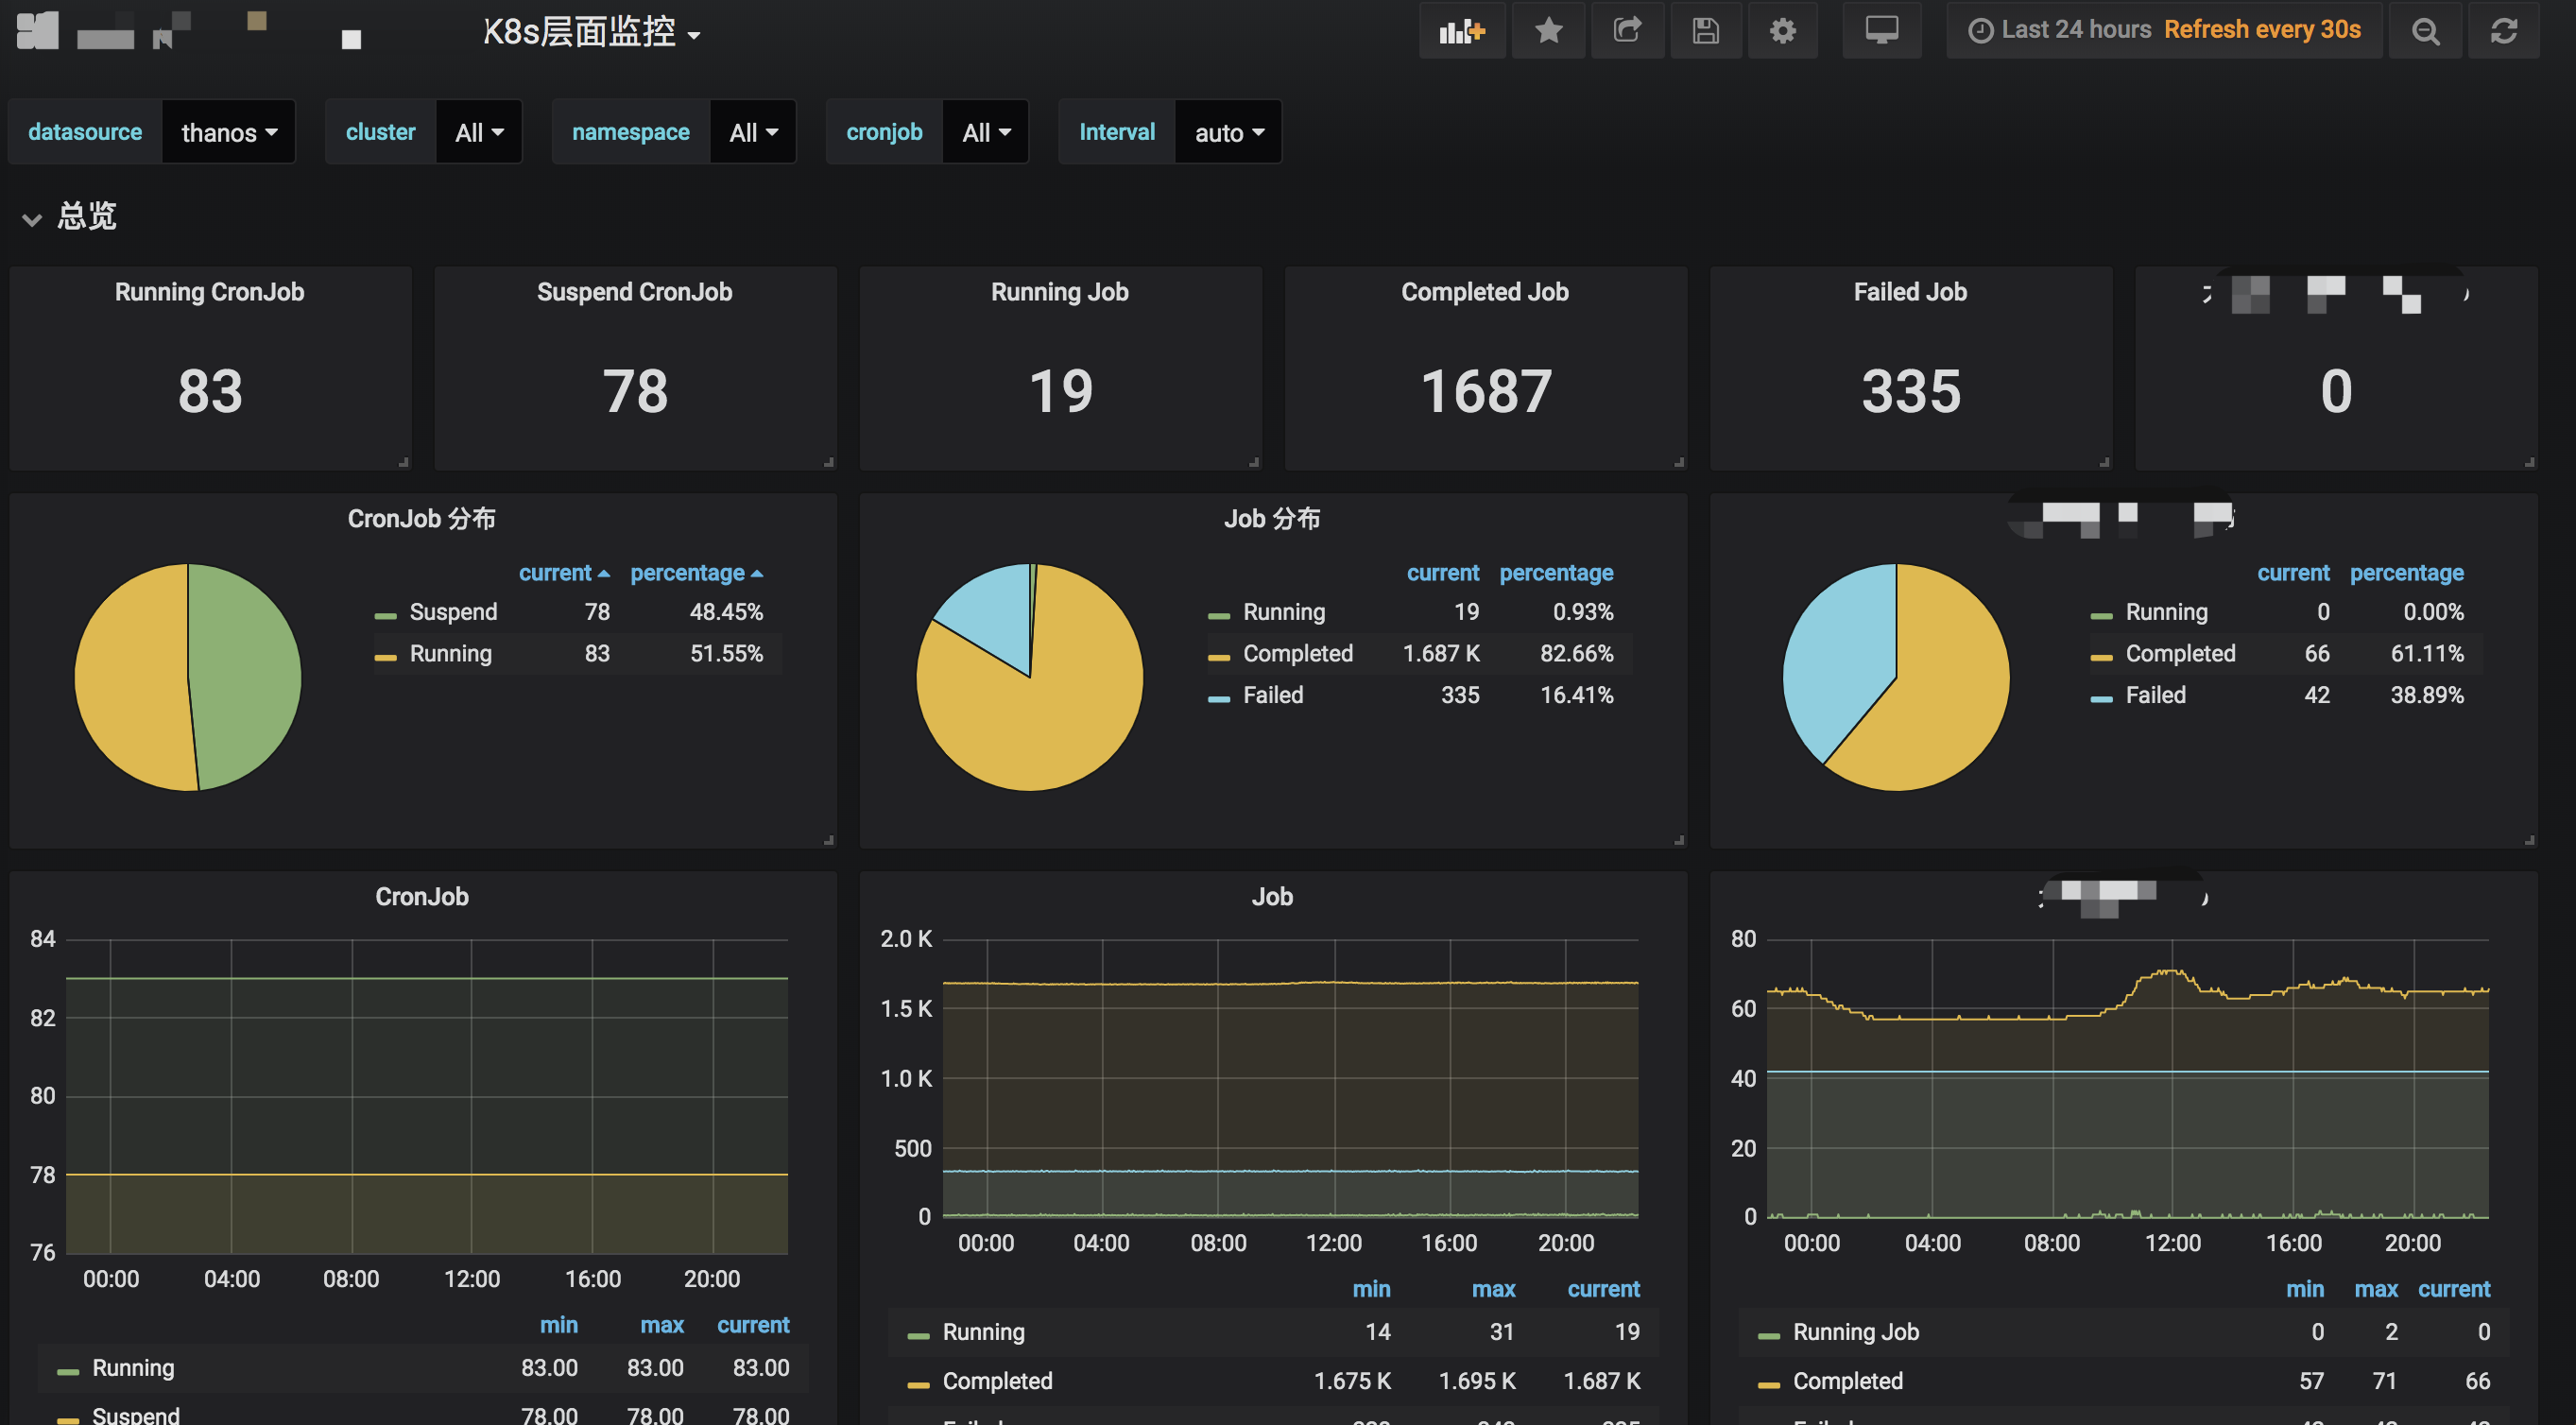 K8s层面监控
Last 24 hours Refresh every 30s
datasource thanos cluster All namespace All cronjob All Interval auto
总览
Running CronJob
83
Suspend CronJob
78
Running Job
19
Completed Job
1687
Failed Job
335
0
CronJob 分布
current percentage
Suspend 78 48.45%
Running 83 51.55%
Job 分布
current percentage
Running 19 0.93%
Completed 1.687 K 82.66%
Failed 335 16.41%
current percentage
Running 0 0.00%
Completed 66 61.11%
Failed 42 38.89%
CronJob
84
82
80
78
76
00:00 04:00 08:00 12:00 16:00 20:00
min max current
Running 83.00 83.00 83.00
Suspend 78.00 78.00 78.00
Job
2.0 K
1.5 K
1.0 K
500
0
00:00 04:00 08:00 12:00 16:00 20:00
min max current
Running 14 31 19
Completed 1.675 K 1.695 K 1.687 K
80
60
40
20
0
00:00 04:00 08:00 12:00 16:00 20:00
min max current
Running Job 0 2 0
Completed 57 71 66